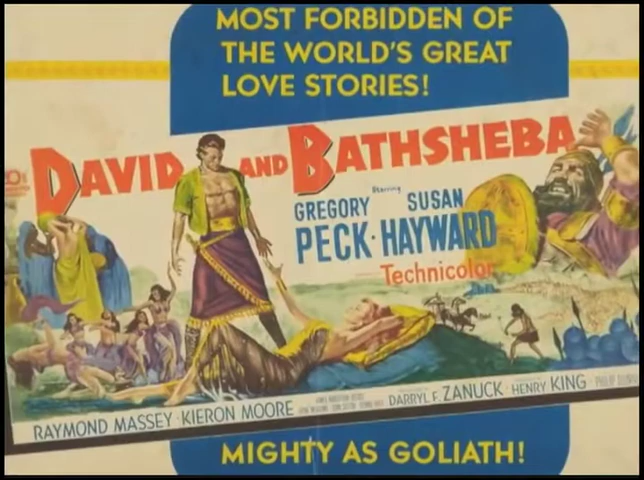 MOST FORBIDDEN OF
THE WORLD'S GREAT
LOVE STORIES!
DAVID AND BATHSHEBA
Starring
GREGORY SUSAN
PECK · HAYWARD
Technicolor
RAYMOND MASSEY · KIERON MOORE
DARRYL F. ZANUCK · HENRY KING
MIGHTY AS GOLIATH!